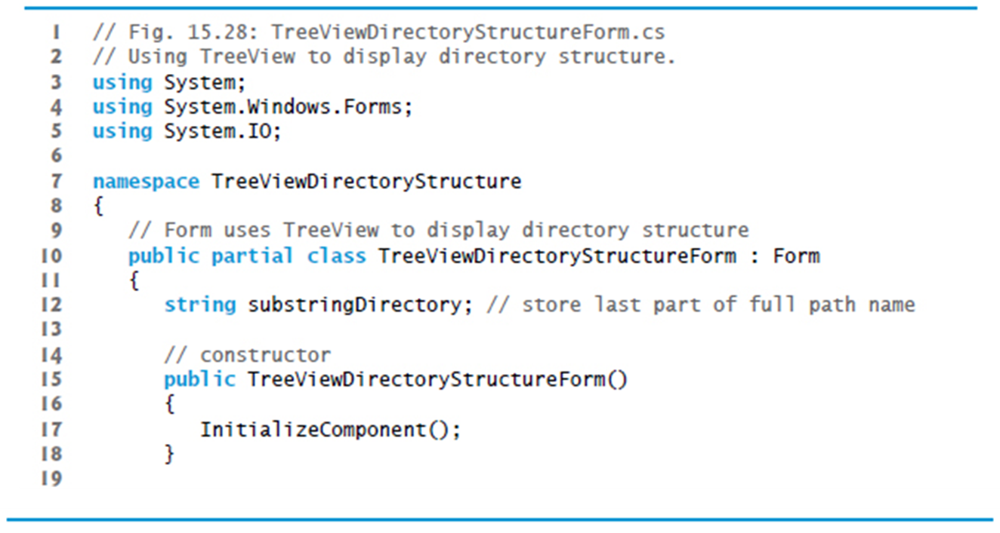 1 // Fig. 15.28: TreeViewDirectoryStructureForm.cs
2 // Using TreeView to display directory structure.
3 using System;
4 using System.Windows.Forms;
5 using System.IO;
6
7 namespace TreeViewDirectoryStructure
8 {
9 // Form uses TreeView to display directory structure
10 public partial class TreeViewDirectoryStructureForm : Form
11 {
12 string substringDirectory; // store last part of full path name
13
14 // constructor
15 public TreeViewDirectoryStructureForm()
16 {
17 InitializeComponent();
18 }
19